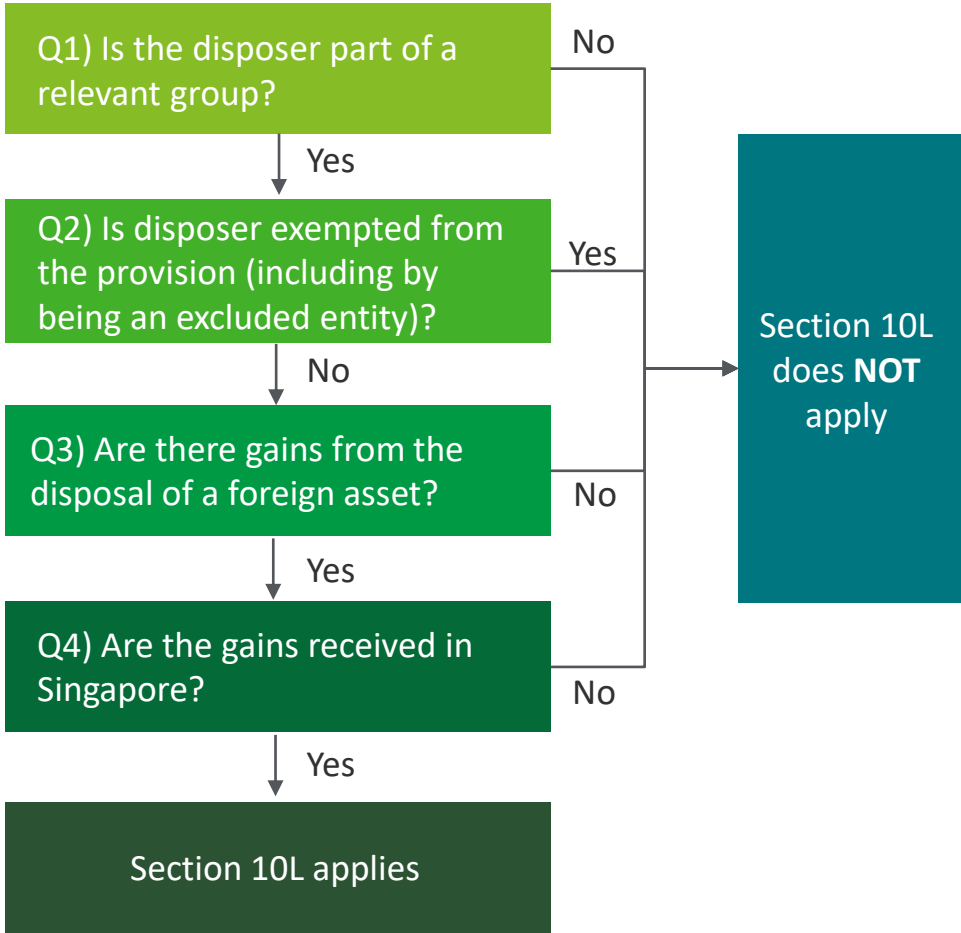 Q1) Is the disposer part of a
relevant group?
No
Yes
Q2) Is disposer exempted from
the provision (including by
being an excluded entity)?
Yes
No
Section 10L
does NOT
apply
Q3) Are there gains from the
disposal of a foreign asset?
No
Yes
Q4) Are the gains received in
Singapore?
No
Yes
Section 10L applies